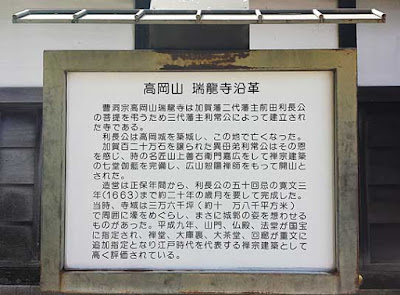 高岡山 瑞龍寺沿革
曹洞宗高岡山瑞龍寺は加賀藩二代藩主前田利長公
の菩提を弔うため三代藩主利常公によって建立され
た寺である。
利長公は高岡城を築城し、この地で亡くなった。
加賀百二十万石を譲られた異母弟利常公はその恩
を感じ、時の名匠山上善右衛門嘉広をして禅宗建築
の七堂伽藍を完備し、広山恕陽禅師をもって開山と
された。
造営は正保年間から、利長公の五十回忌の寛文三
年(1663)まで約二十年の歳月を要して完成した。
当時、寺域は三万六千坪(約十一万八千平方米)
で周囲に壕をめぐらし、まさに城郭の姿を想わせる
ものがあった。平成九年、山門、仏殿、法堂が国宝
に指定され、禅堂、大庫裏、大茶堂、回廊が重文に
追加指定となり江戸時代を代表する禅宗建築として
高く評価されている。